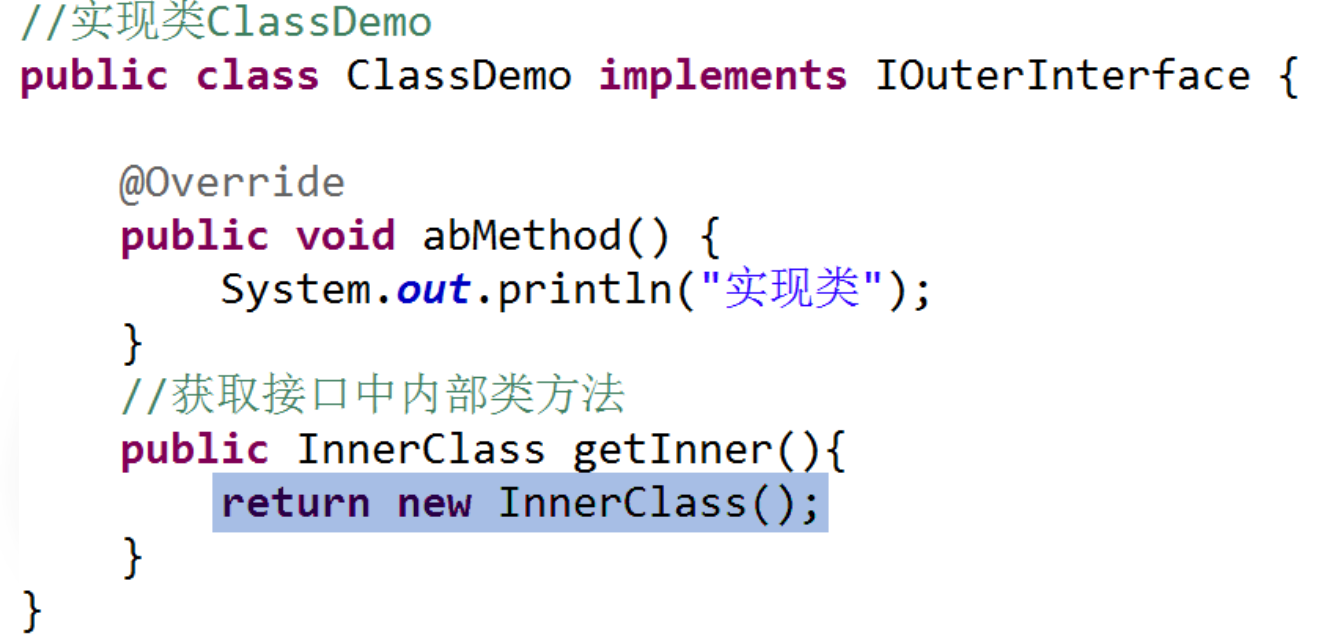 //实现类ClassDemo
public class ClassDemo implements IOuterInterface {
@Override
public void abMethod() {
System.out.println("实现类");
}
//获取接口中内部类方法
public InnerClass getInner(){
return new InnerClass();
}
}